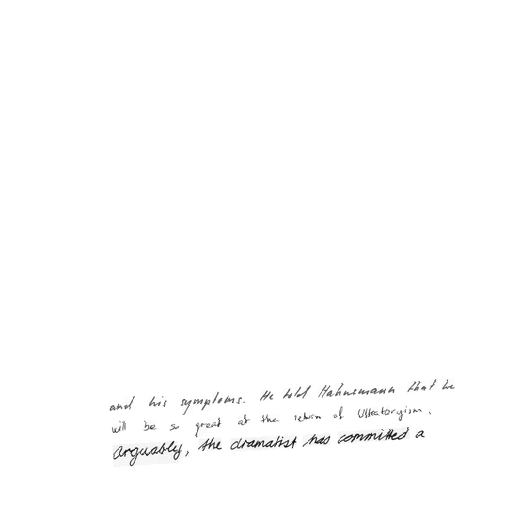 and his symptoms. He told Hahnemann that he
will be so great at the return of
arguably, the dramatist has committed a